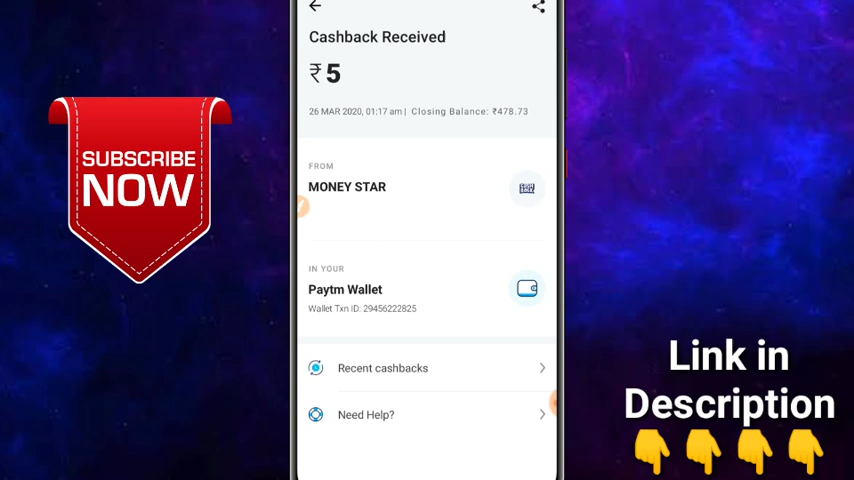 Cashback Received
₹5
26 MAR 2020, 01:17 am | Closing Balance: ₹478.73
FROM
MONEY STAR
IN YOUR
Paytm Wallet
Wallet Txn ID: 29456222825
Recent cashbacks
Need Help?
SUBSCRIBE
NOW
Link in
Description